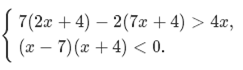 7(2x + 4) − 2(7x + 4) > 4x,
(x − 7)(x + 4) < 0.